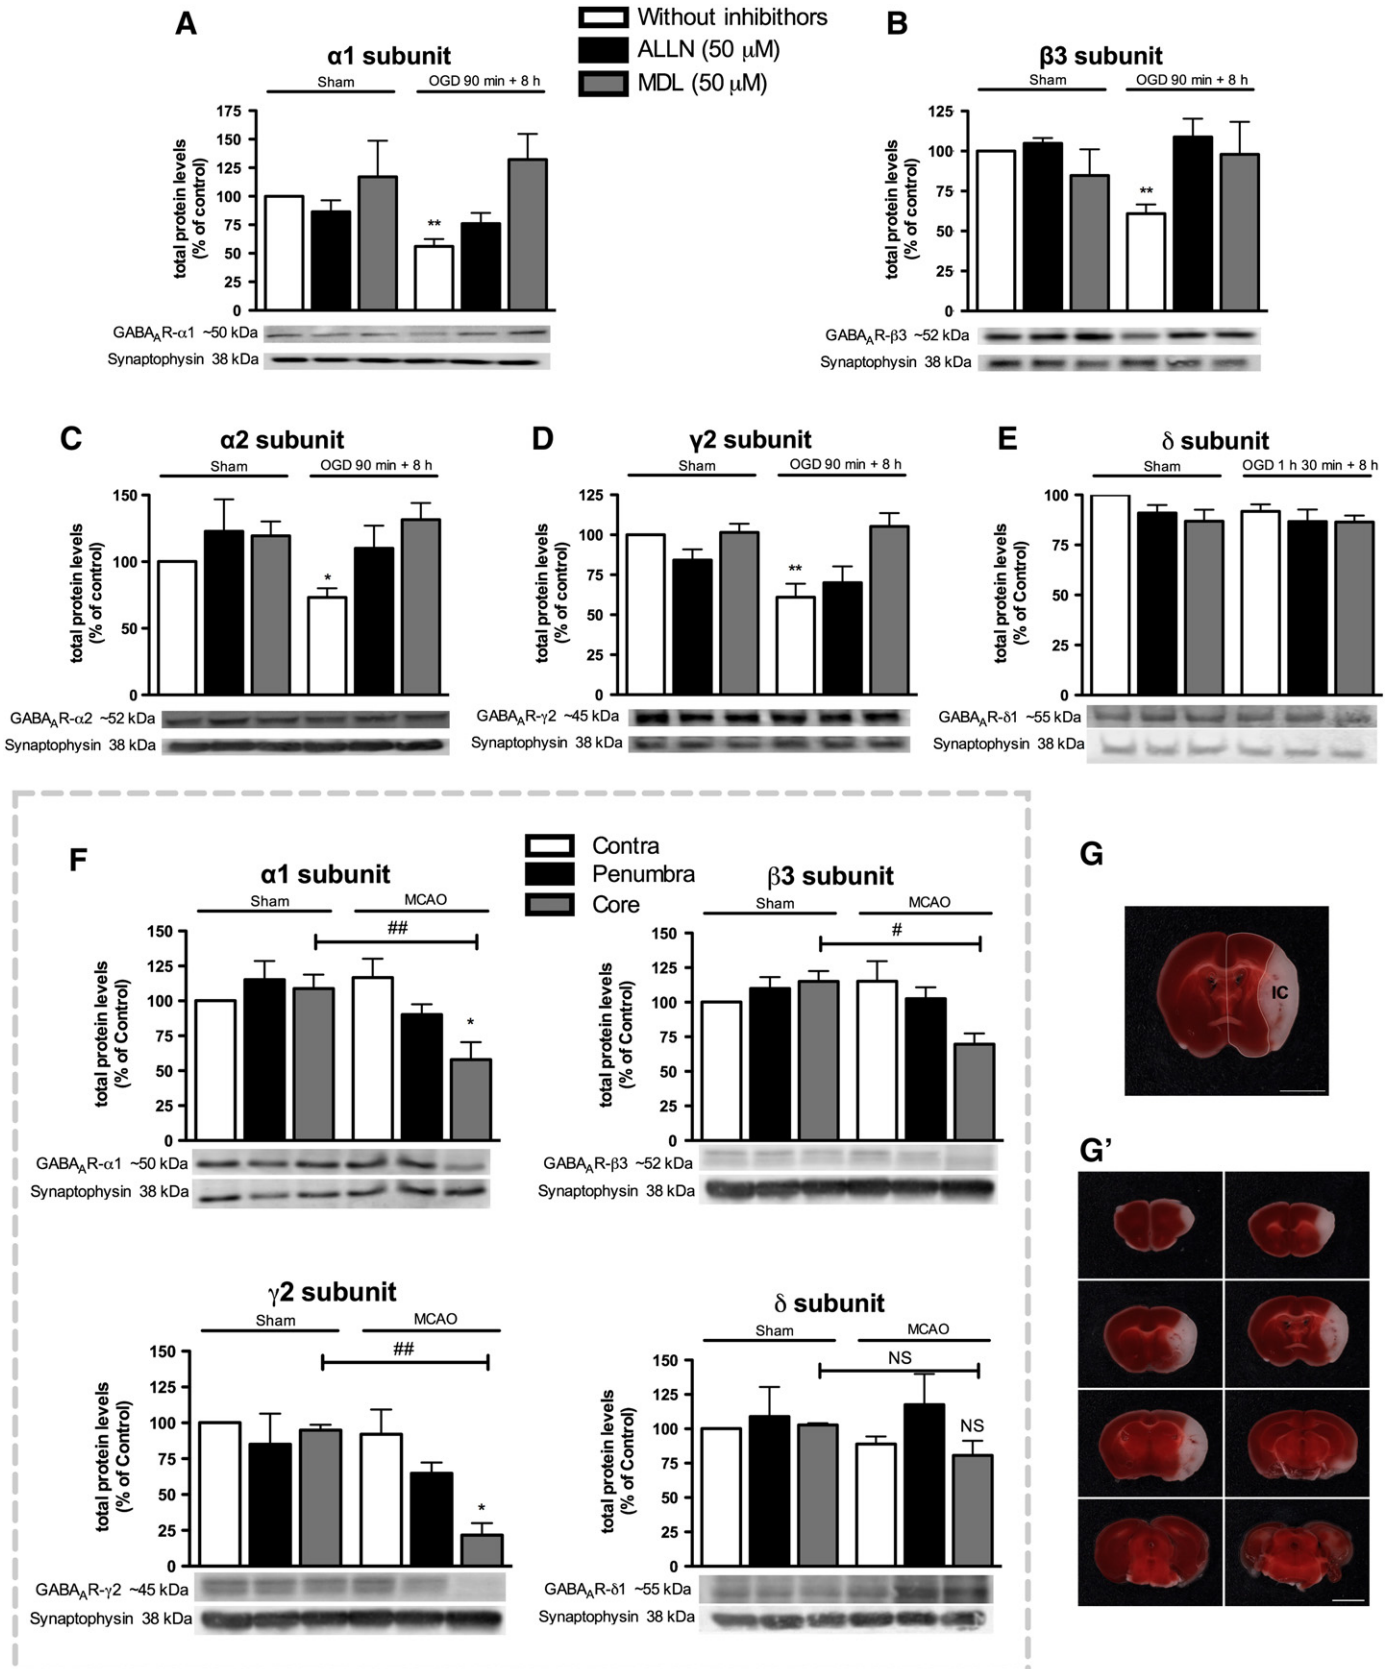 A
α1 subunit
Sham
OGD 90 min + 8 h
175
150
125
100
75
50
25
0
total protein levels
(% of control)
**
GABAAR-α1 ~50 kDa
Synaptophysin 38 kDa
Without inhibithors
ALLN (50 μM)
MDL (50 μM)
B
β3 subunit
Sham
OGD 90 min + 8 h
125
100
75
50
25
0
total protein levels
(% of control)
**
GABAAR-β3 ~52 kDa
Synaptophysin 38 kDa
C
α2 subunit
Sham
OGD 90 min + 8 h
150
100
50
0
total protein levels
(% of control)
*
GABAAR-α2 ~52 kDa
Synaptophysin 38 kDa
D
γ2 subunit
Sham
OGD 90 min + 8 h
125
100
75
50
25
0
total protein levels
(% of control)
**
GABAAR-γ2 ~45 kDa
Synaptophysin 38 kDa
E
δ subunit
Sham
OGD 1 h 30 min + 8 h
100
75
50
25
0
total protein levels
(% of Control)
GABAAR-δ1 ~55 kDa
Synaptophysin 38 kDa
F
Contra
Penumbra
Core
α1 subunit
Sham
MCAO
##
150
125
100
75
50
25
0
total protein levels
(% of Control)
*
GABAAR-α1 ~50 kDa
Synaptophysin 38 kDa
β3 subunit
Sham
MCAO
#
150
125
100
75
50
25
0
total protein levels
(% of Control)
GABAAR-β3 ~52 kDa
Synaptophysin 38 kDa
γ2 subunit
Sham
MCAO
##
150
125
100
75
50
25
0
total protein levels
(% of Control)
*
GABAAR-γ2 ~45 kDa
Synaptophysin 38 kDa
δ subunit
Sham
MCAO
NS
150
125
100
75
50
25
0
total protein levels
(% of Control)
NS
GABAAR-δ1 ~55 kDa
Synaptophysin 38 kDa
G
IC
G'